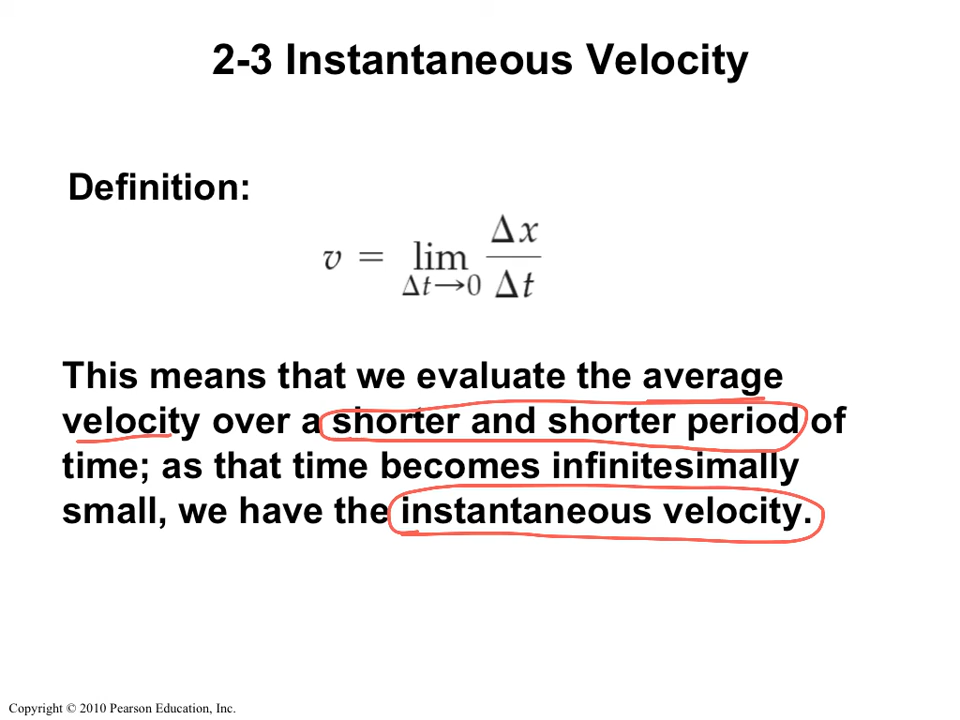 2-3 Instantaneous Velocity
Definition:
v = lim Δt→0 Δx/Δt
This means that we evaluate the average
velocity over a shorter and shorter period of
time; as that time becomes infinitesimally
small, we have the instantaneous velocity.
Copyright © 2010 Pearson Education, Inc.